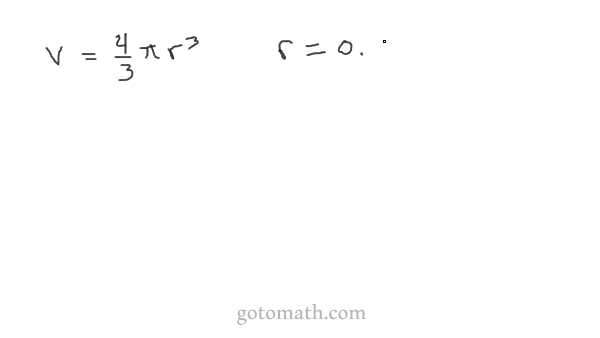 V = 4/3 π r³ r = 0.
gotomath.com